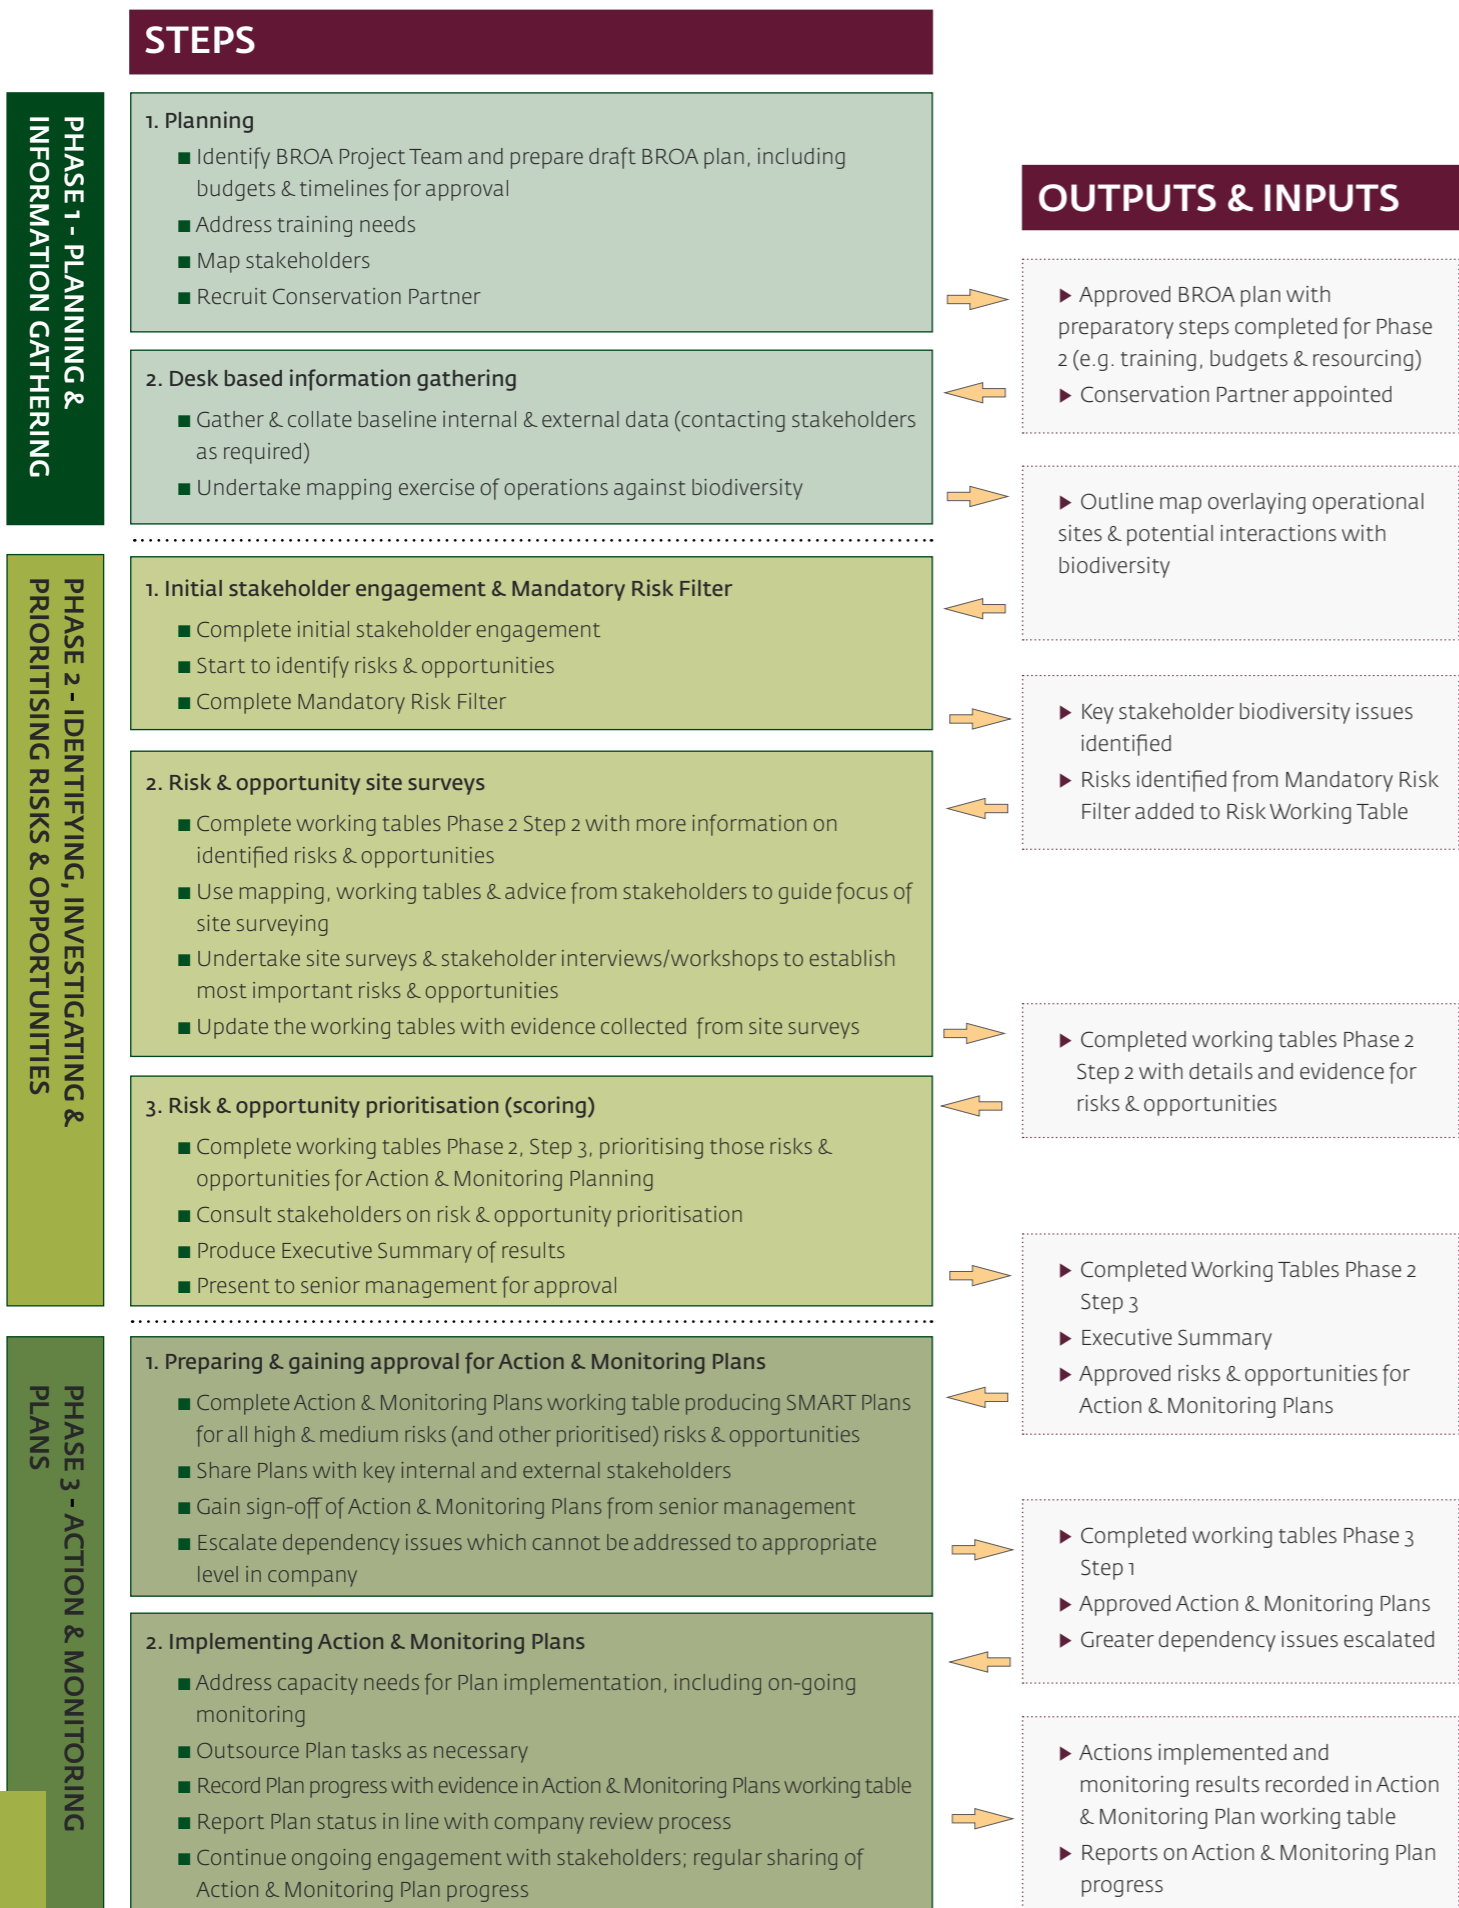 STEPS
PHASE 1 - PLANNING &
INFORMATION GATHERING
1. Planning
■ Identify BROA Project Team and prepare draft BROA plan, including
budgets & timelines for approval
■ Address training needs
■ Map stakeholders
■ Recruit Conservation Partner
2. Desk based information gathering
■ Gather & collate baseline internal & external data (contacting stakeholders
as required)
■ Undertake mapping exercise of operations against biodiversity
PHASE 2 - IDENTIFYING, INVESTIGATING &
PRIORITISING RISKS & OPPORTUNITIES
1. Initial stakeholder engagement & Mandatory Risk Filter
■ Complete initial stakeholder engagement
■ Start to identify risks & opportunities
■ Complete Mandatory Risk Filter
2. Risk & opportunity site surveys
■ Complete working tables Phase 2 Step 2 with more information on
identified risks & opportunities
■ Use mapping, working tables & advice from stakeholders to guide focus of
site surveying
■ Undertake site surveys & stakeholder interviews/workshops to establish
most important risks & opportunities
■ Update the working tables with evidence collected from site surveys
3. Risk & opportunity prioritisation (scoring)
■ Complete working tables Phase 2, Step 3, prioritising those risks &
opportunities for Action & Monitoring Planning
■ Consult stakeholders on risk & opportunity prioritisation
■ Produce Executive Summary of results
■ Present to senior management for approval
PHASE 3 - ACTION & MONITORING
PLANS
1. Preparing & gaining approval for Action & Monitoring Plans
■ Complete Action & Monitoring Plans working table producing SMART Plans
for all high & medium risks (and other prioritised) risks & opportunities
■ Share Plans with key internal and external stakeholders
■ Gain sign-off of Action & Monitoring Plans from senior management
■ Escalate dependency issues which cannot be addressed to appropriate
level in company
2. Implementing Action & Monitoring Plans
■ Address capacity needs for Plan implementation, including on-going
monitoring
■ Outsource Plan tasks as necessary
■ Record Plan progress with evidence in Action & Monitoring Plans working table
■ Report Plan status in line with company review process
■ Continue ongoing engagement with stakeholders; regular sharing of
Action & Monitoring Plan progress
OUTPUTS & INPUTS
▶ Approved BROA plan with
preparatory steps completed for Phase
2 (e.g. training, budgets & resourcing)
▶ Conservation Partner appointed
▶ Outline map overlaying operational
sites & potential interactions with
biodiversity
▶ Key stakeholder biodiversity issues
identified
▶ Risks identified from Mandatory Risk
Filter added to Risk Working Table
▶ Completed working tables Phase 2
Step 2 with details and evidence for
risks & opportunities
▶ Completed Working Tables Phase 2
Step 3
▶ Executive Summary
▶ Approved risks & opportunities for
Action & Monitoring Plans
▶ Completed working tables Phase 3
Step 1
▶ Approved Action & Monitoring Plans
▶ Greater dependency issues escalated
▶ Actions implemented and
monitoring results recorded in Action
& Monitoring Plan working table
▶ Reports on Action & Monitoring Plan
progress